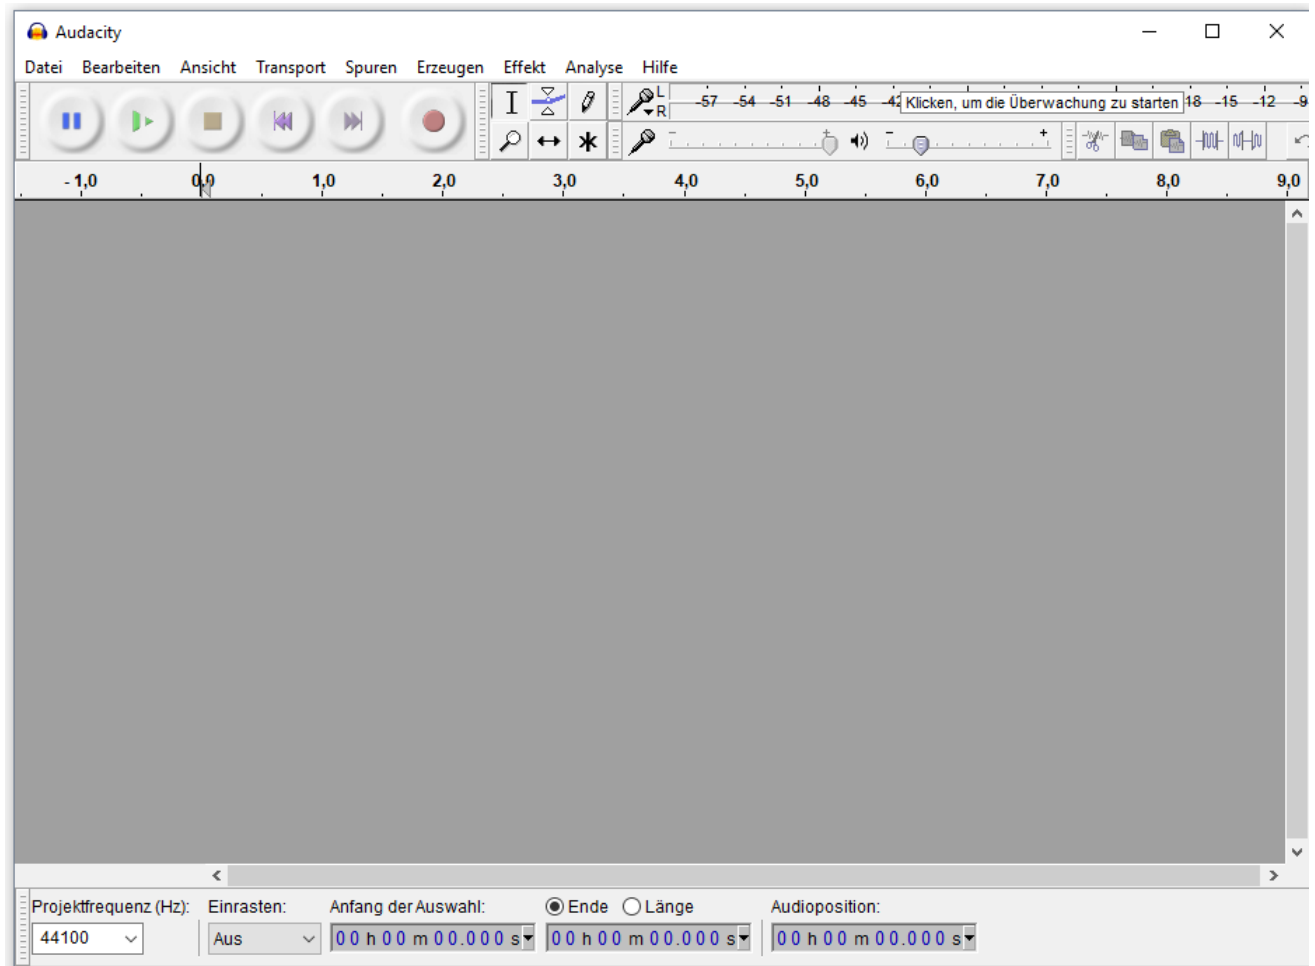 Audacity
Datei Bearbeiten Ansicht Transport Spuren Erzeugen Effekt Analyse Hilfe
L -57 -54 -51 -48 -45 -42 Klicken, um die Überwachung zu starten 18 -15 -12 -9
R
- + - +
- 1,0 0,0 1,0 2,0 3,0 4,0 5,0 6,0 7,0 8,0 9,0
Projektfrequenz (Hz): Einrasten: Anfang der Auswahl: Ende Länge Audioposition:
44100 Aus 00 h 00 m 00.000 s 00 h 00 m 00.000 s 00 h 00 m 00.000 s